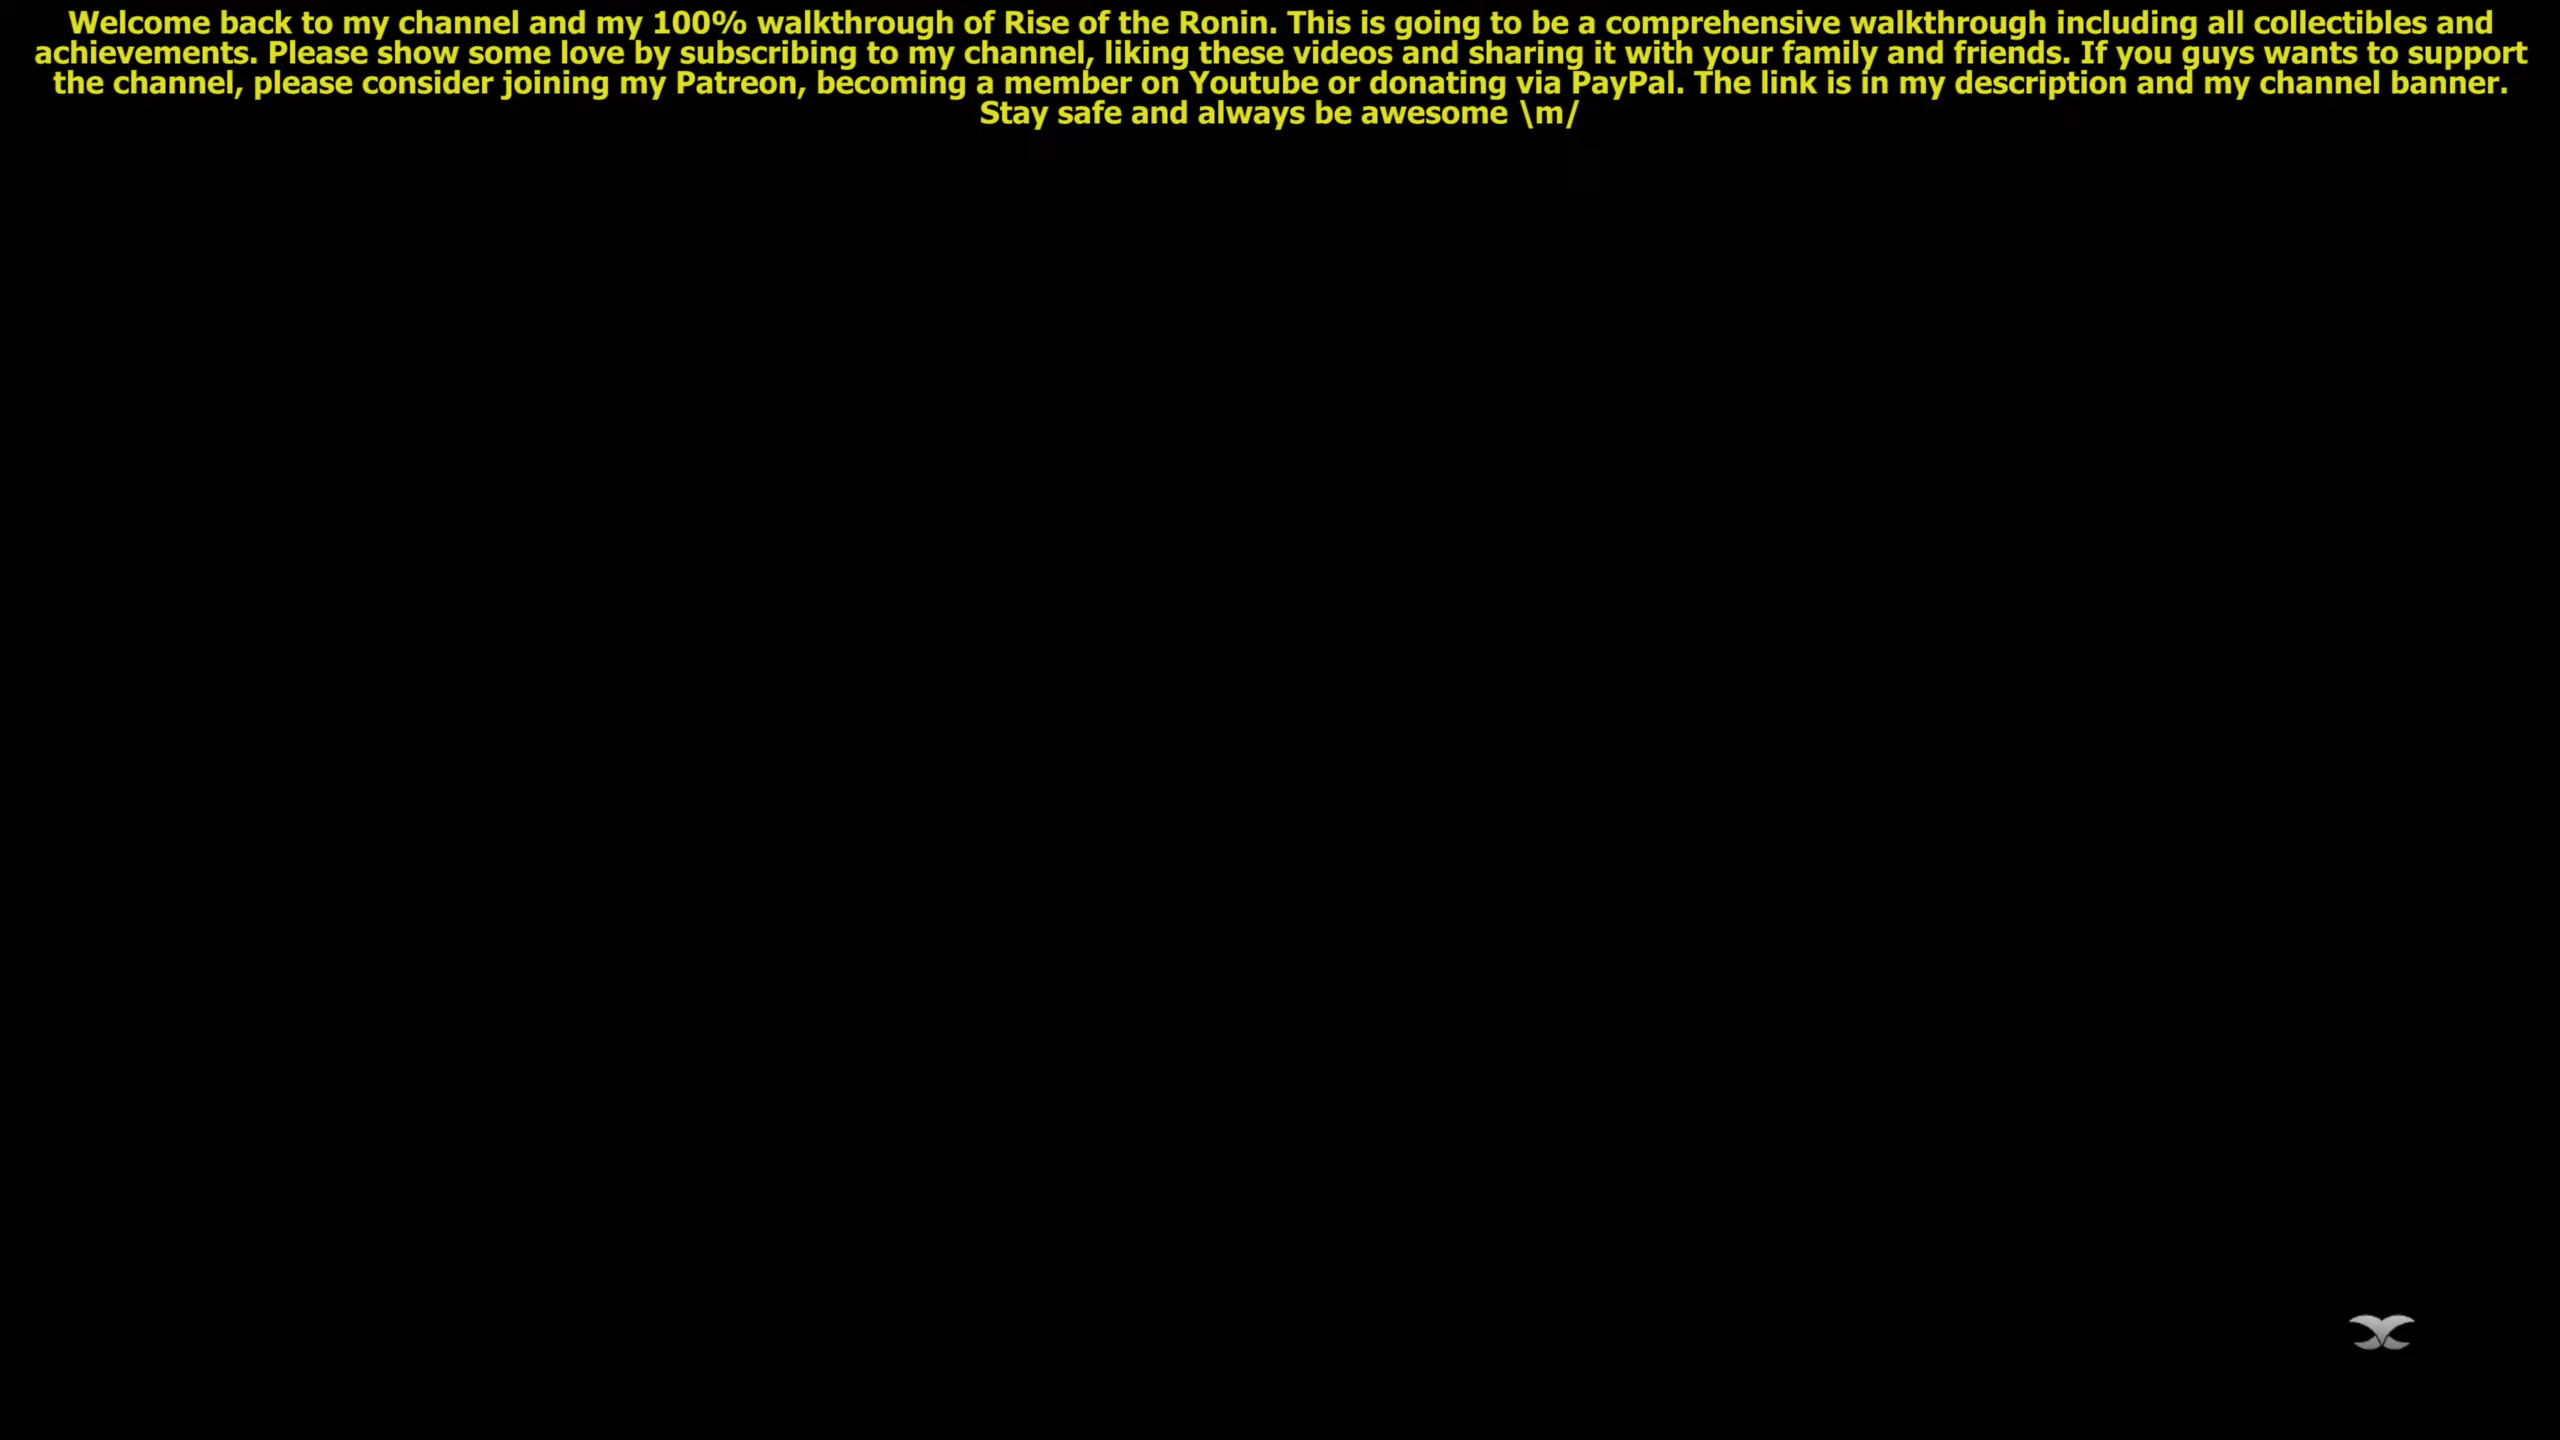 Welcome back to my channel and my 100% walkthrough of Rise of the Ronin. This is going to be a comprehensive walkthrough including all collectibles and
achievements. Please show some love by subscribing to my channel, liking these videos and sharing it with your family and friends. If you guys wants to support
the channel, please consider joining my Patreon, becoming a member on Youtube or donating via PayPal. The link is in my description and my channel banner.
Stay safe and always be awesome \m/